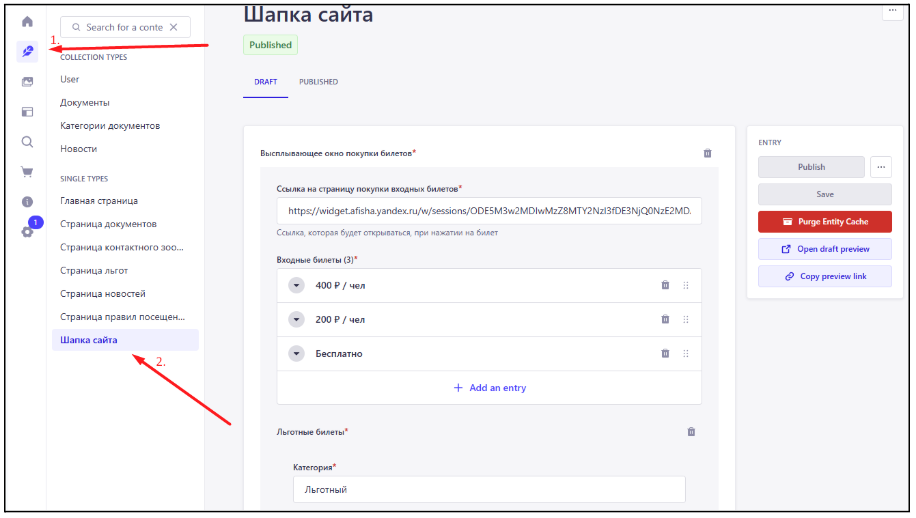 Шапка сайта
...
1.
Search for a conte
Published
COLLECTION TYPES
User
DRAFT
PUBLISHED
Документы
Категории документов
Новости
SINGLE TYPES
Главная страница
Страница документов
1
Страница контактного зоо...
Страница льгот
Страница новостей
Страница правил посещен...
Шапка сайта
2.
Всплывающее окно покупки билетов*
Ссылка на страницу покупки входных билетов*
https://widget.afisha.yandex.ru/w/sessions/ODE5M3w2MDIwMzZ8MTY2NzI3fDE3NjQ0NzE2MD.
Ссылка, которая будет открываться, при нажатии на билет
Входные билеты (3)*
400 ₽ / чел
200 ₽ / чел
Бесплатно
Add an entry
Льготные билеты*
Категория*
Льготный
ENTRY
Publish
...
Save
Purge Entity Cache
Open draft preview
Copy preview link